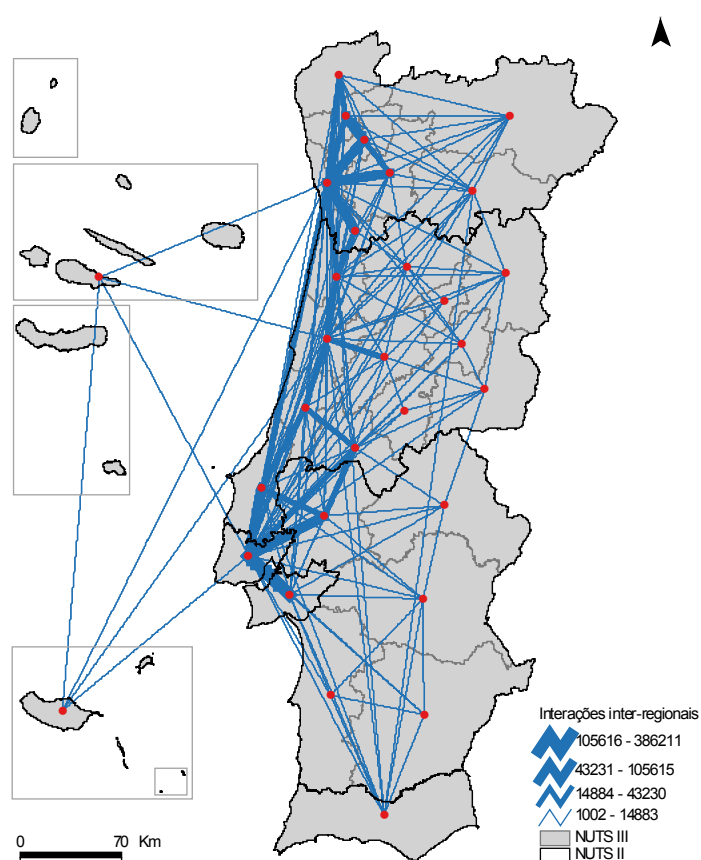 Interações inter-regionais
105616 - 386211
43231 - 105615
14884 - 43230
1002 - 14883
NUTS III
NUTS II
0 70 Km